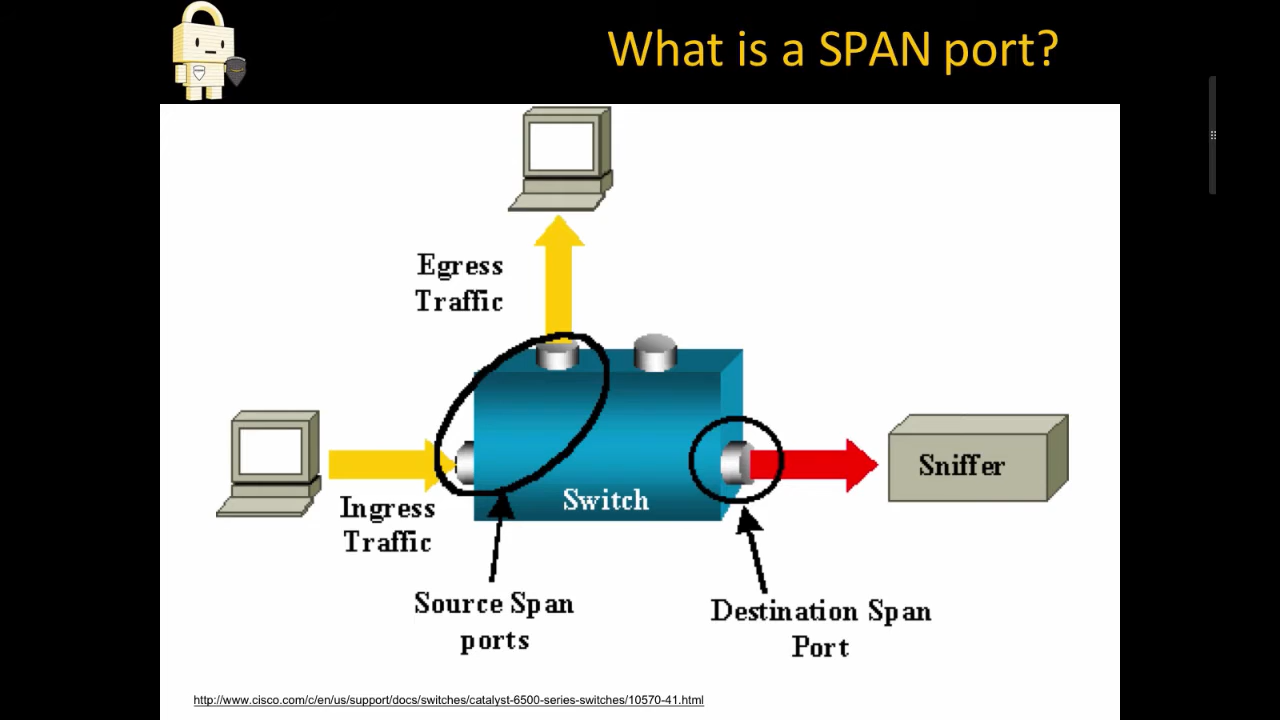 What is a SPAN port?
Egress
Traffic
Ingress
Traffic
Switch
Sniffer
Source Span
ports
Destination Span
Port
http://www.cisco.com/c/en/us/support/docs/switches/catalyst-6500-series-switches/10570-41.html